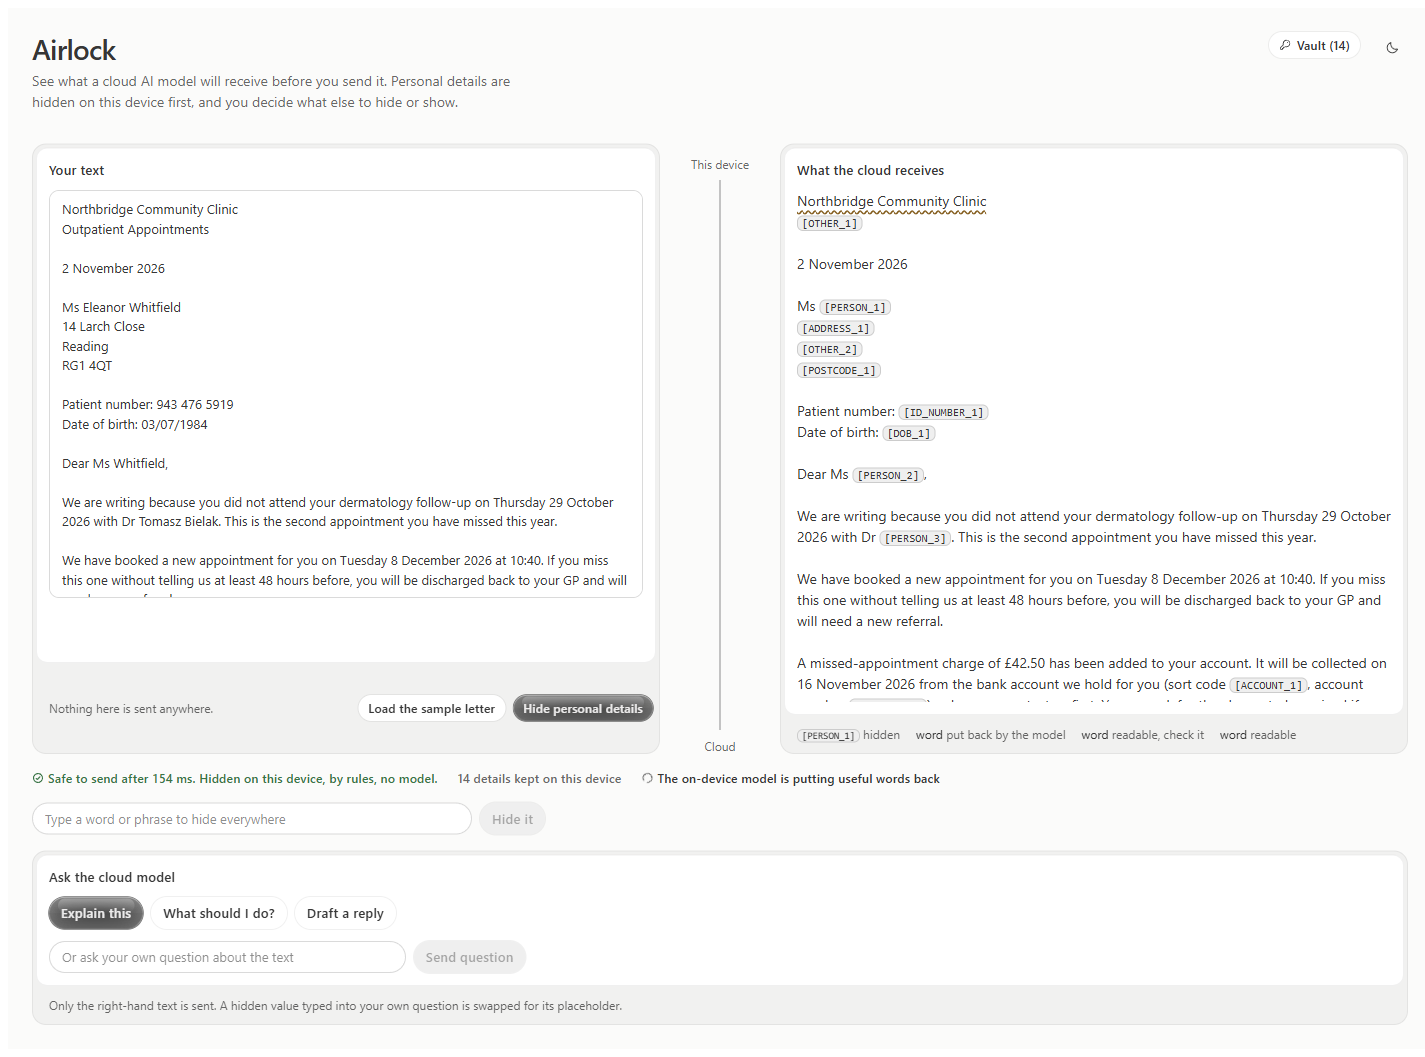 Airlock
Vault (14)
See what a cloud AI model will receive before you send it. Personal details are
hidden on this device first, and you decide what else to hide or show.
Your text
Northbridge Community Clinic
Outpatient Appointments
2 November 2026
Ms Eleanor Whitfield
14 Larch Close
Reading
RG1 4QT
Patient number: 943 476 5919
Date of birth: 03/07/1984
Dear Ms Whitfield,
We are writing because you did not attend your dermatology follow-up on Thursday 29 October
2026 with Dr Tomasz Bielak. This is the second appointment you have missed this year.
We have booked a new appointment for you on Tuesday 8 December 2026 at 10:40. If you miss
this one without telling us at least 48 hours before, you will be discharged back to your GP and will
Nothing here is sent anywhere.
Load the sample letter
Hide personal details
This device
Cloud
What the cloud receives
Northbridge Community Clinic
[OTHER_1]
2 November 2026
Ms [PERSON_1]
[ADDRESS_1]
[OTHER_2]
[POSTCODE_1]
Patient number: [ID_NUMBER_1]
Date of birth: [DOB_1]
Dear Ms [PERSON_2],
We are writing because you did not attend your dermatology follow-up on Thursday 29 October
2026 with Dr [PERSON_3]. This is the second appointment you have missed this year.
We have booked a new appointment for you on Tuesday 8 December 2026 at 10:40. If you miss
this one without telling us at least 48 hours before, you will be discharged back to your GP and
will need a new referral.
A missed-appointment charge of £42.50 has been added to your account. It will be collected on
16 November 2026 from the bank account we hold for you (sort code [ACCOUNT_1], account
[PERSON_1] hidden word put back by the model word readable, check it word readable
Safe to send after 154 ms. Hidden on this device, by rules, no model. 14 details kept on this device The on-device model is putting useful words back
Type a word or phrase to hide everywhere
Hide it
Ask the cloud model
Explain this
What should I do?
Draft a reply
Or ask your own question about the text
Send question
Only the right-hand text is sent. A hidden value typed into your own question is swapped for its placeholder.